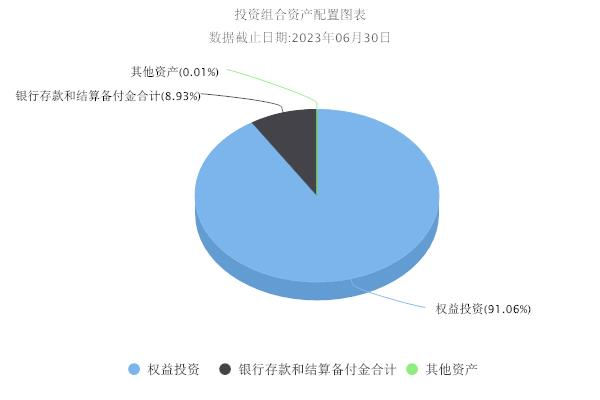 投资组合资产配置图表
数据截止日期:2023年06月30日
其他资产(0.01%)
银行存款和结算备付金合计(8.93%)
权益投资(91.06%)
权益投资 银行存款和结算备付金合计 其他资产